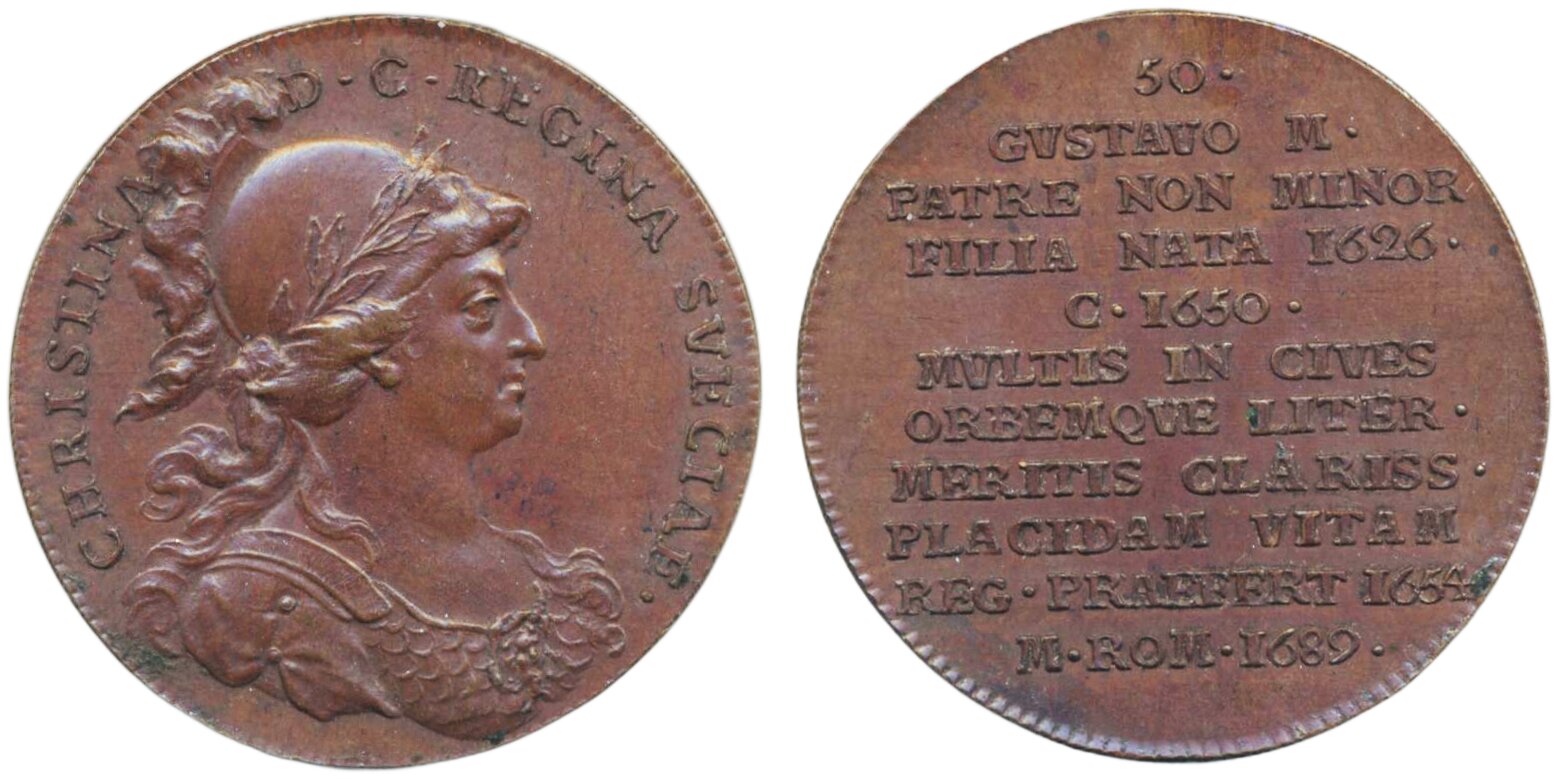 CHRISTINA D · G · REGINA SVECIAE.
50 ·
GVSTAVO M ·
PATRE NON MINOR
FILIA NATA 1626 ·
C · 1650 ·
MVLTIS IN CIVES
ORBEMQVE LITER ·
MERITIS CLARISS ·
PLACIDAM VITAM
REG · PRAEFERT 1654
M · ROM · 1689 ·